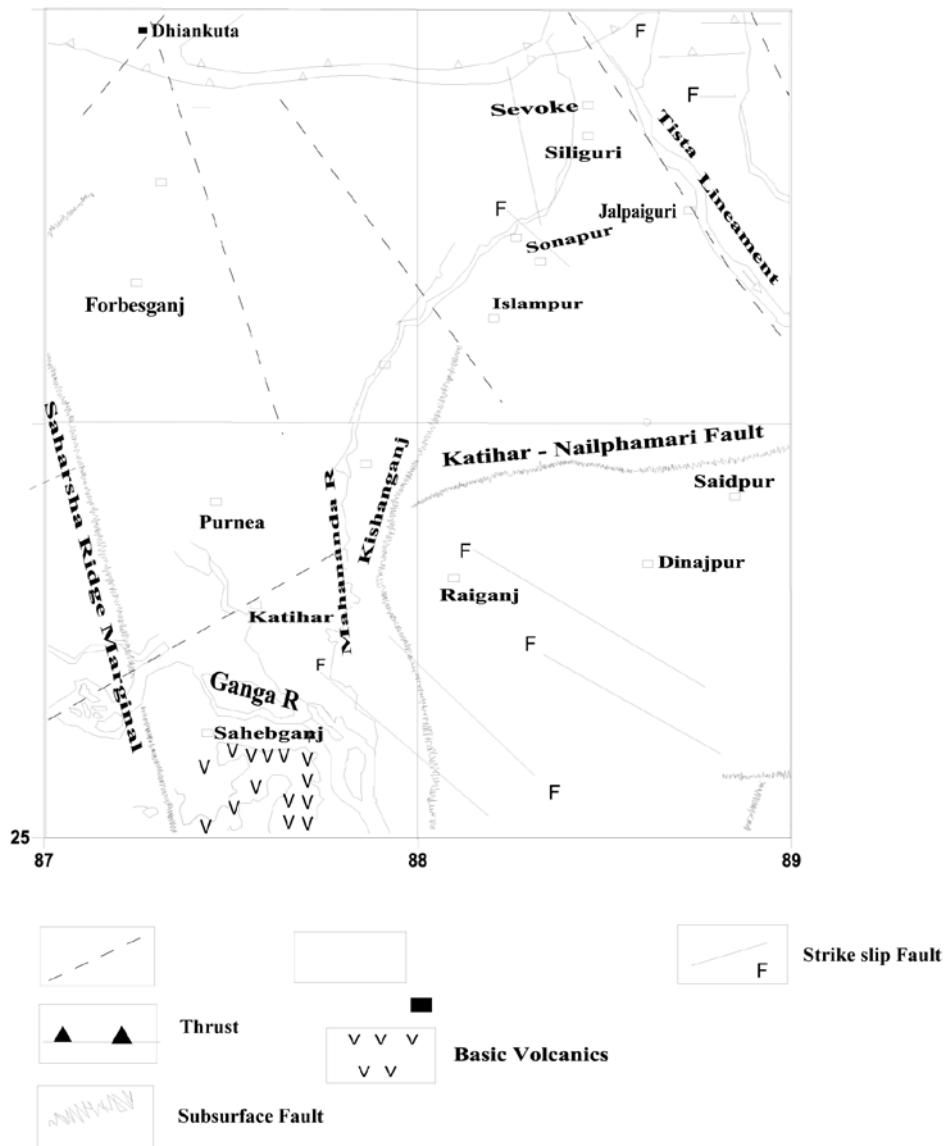 Dhiankuta
F
Sevoke
F
Siliguri
Tista Lineament
F
Jalpaiguri
Sonapur
Forbesganj
Islampur
Saharsha Ridge Marginal
Katihar - Nailphamari Fault
Mahananda R
Kishanganj
Saidpur
Purnea
F
Dinajpur
Raiganj
Katihar
F
F
Ganga R
Sahebganj
F
25
87
88
89
F
Strike slip Fault
Thrust
Basic Volcanics
Subsurface Fault